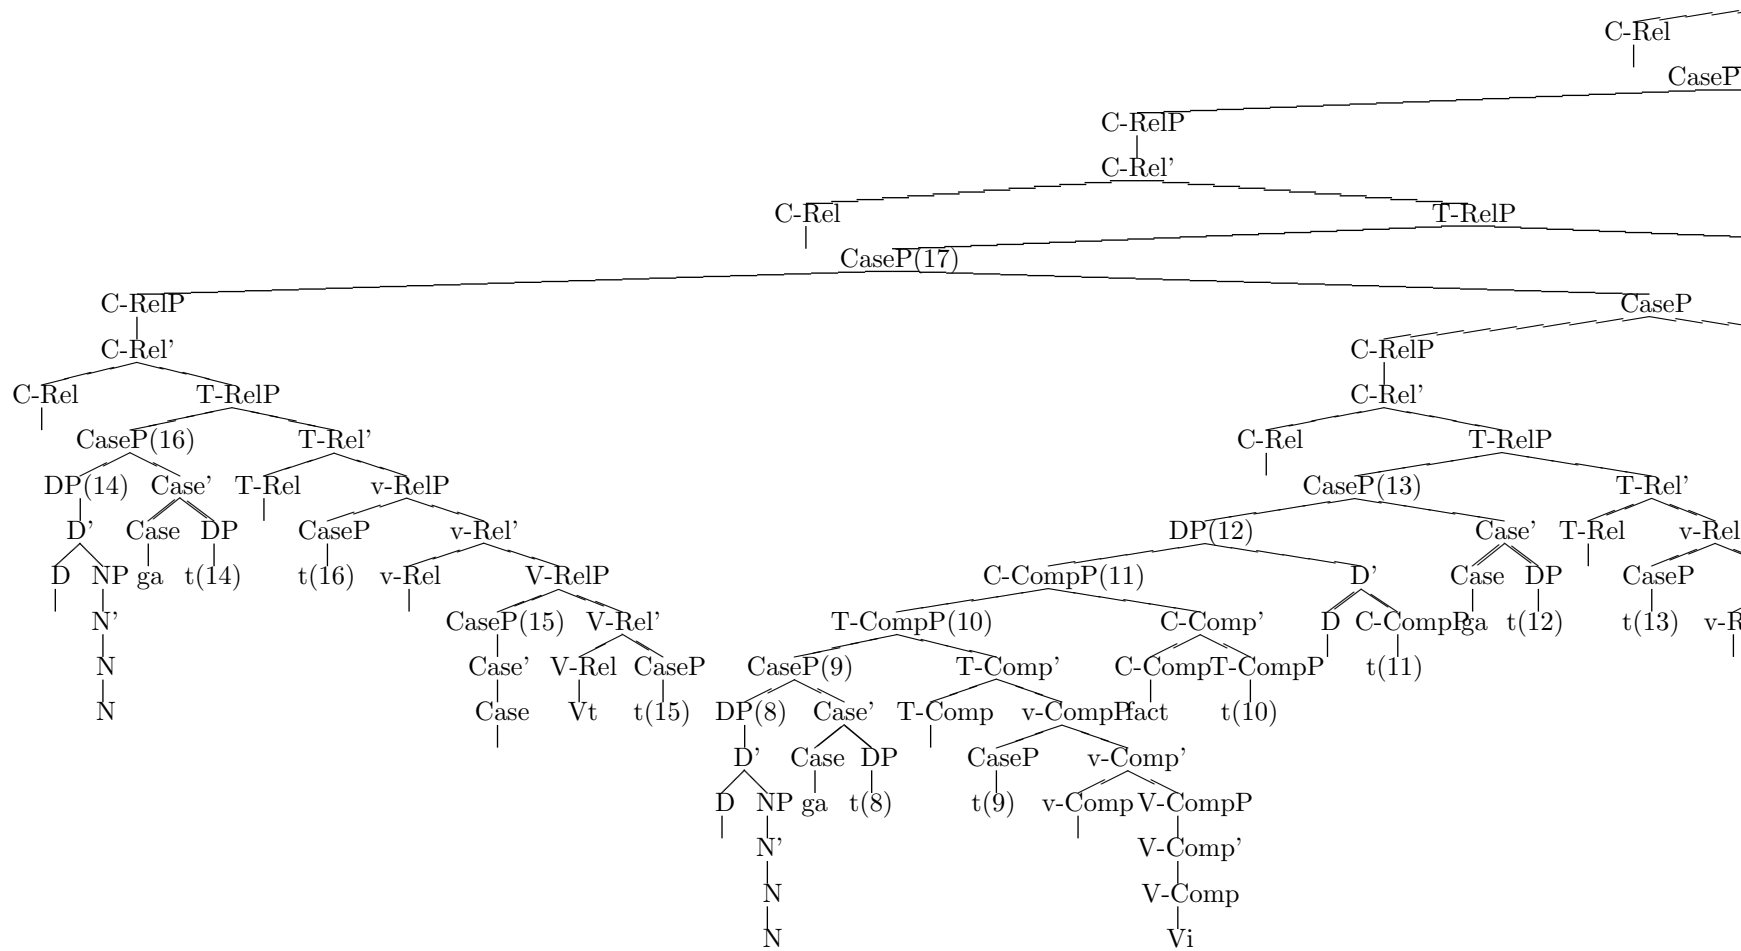 C-Rel
CaseP
C-RelP
C-Rel'
C-Rel T-RelP
CaseP(17)
C-RelP CaseP
C-Rel' C-RelP
C-Rel T-RelP C-Rel'
CaseP(16) T-Rel' C-Rel T-RelP
DP(14) Case' T-Rel v-RelP CaseP(13) T-Rel'
D' Case DP CaseP v-Rel' DP(12) Case' T-Rel v-Rel
D NP ga t(14) t(16) v-Rel V-RelP C-CompP(11) D' Case DP CaseP
N' CaseP(15) V-Rel' T-CompP(10) C-Comp' D C-CompP ga t(12) t(13) v-R
N Case' V-Rel CaseP CaseP(9) T-Comp' C-Comp T-CompP t(11)
N Case Vt t(15) DP(8) Case' T-Comp v-CompP fact t(10)
D' Case DP CaseP v-Comp'
D NP ga t(8) t(9) v-Comp V-CompP
N' V-Comp'
N V-Comp
N Vi